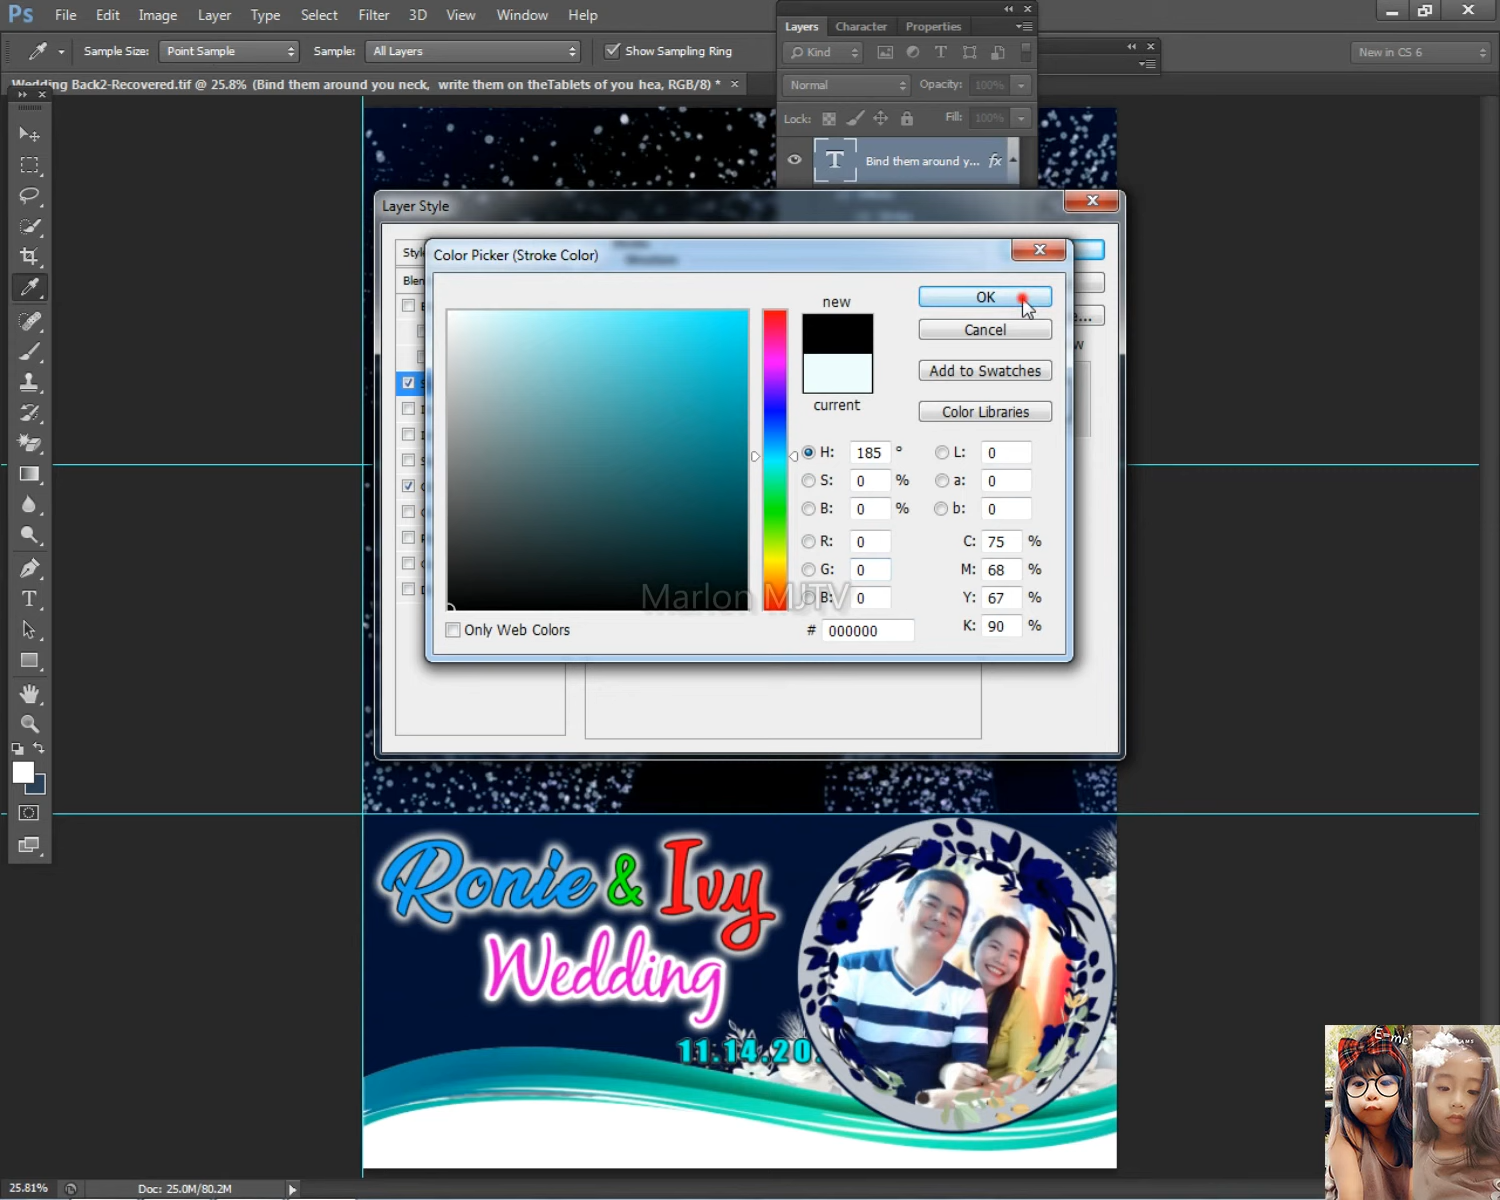 Ps File Edit Image Layer Type Select Filter 3D View Window Help
Sample Size: Point Sample Sample: All Layers Show Sampling Ring New in CS 6
Wedding Back2-Recovered.tif @ 25.8% (Bind them around you neck, write them on theTablets of you hea, RGB/8) *
Layers Character Properties
Kind
Normal Opacity: 100%
Lock: Fill: 100%
T Bind them around y... fx
Layer Style
Color Picker (Stroke Color)
new
OK
Cancel
Add to Swatches
current
Color Libraries
H: 185 ° L: 0
S: 0 % a: 0
B: 0 % b: 0
R: 0 C: 75 %
G: 0 M: 68 %
B: 0 Y: 67 %
# 000000 K: 90 %
Only Web Colors
Marlon MJTV
Ronie & Ivy
Wedding
11.14.20
25.81% Doc: 25.0M/80.2M